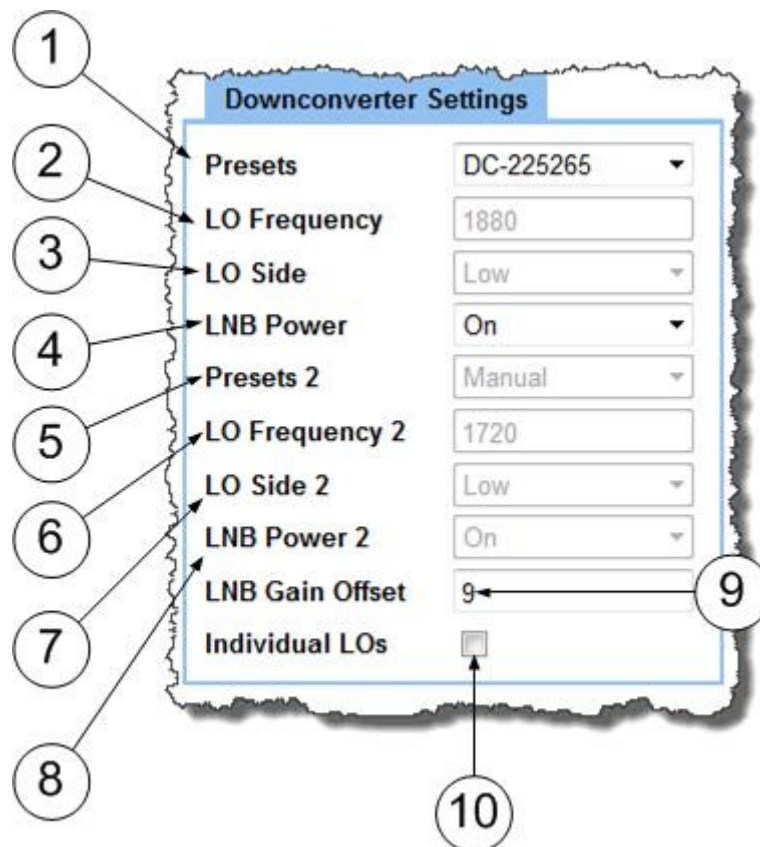 Downconverter Settings
1
Presets DC-225265
2
LO Frequency 1880
3
LO Side Low
4
LNB Power On
5
Presets 2 Manual
6
LO Frequency 2 1720
7
LO Side 2 Low
8
LNB Power 2 On
LNB Gain Offset 9
9
Individual LOs
10